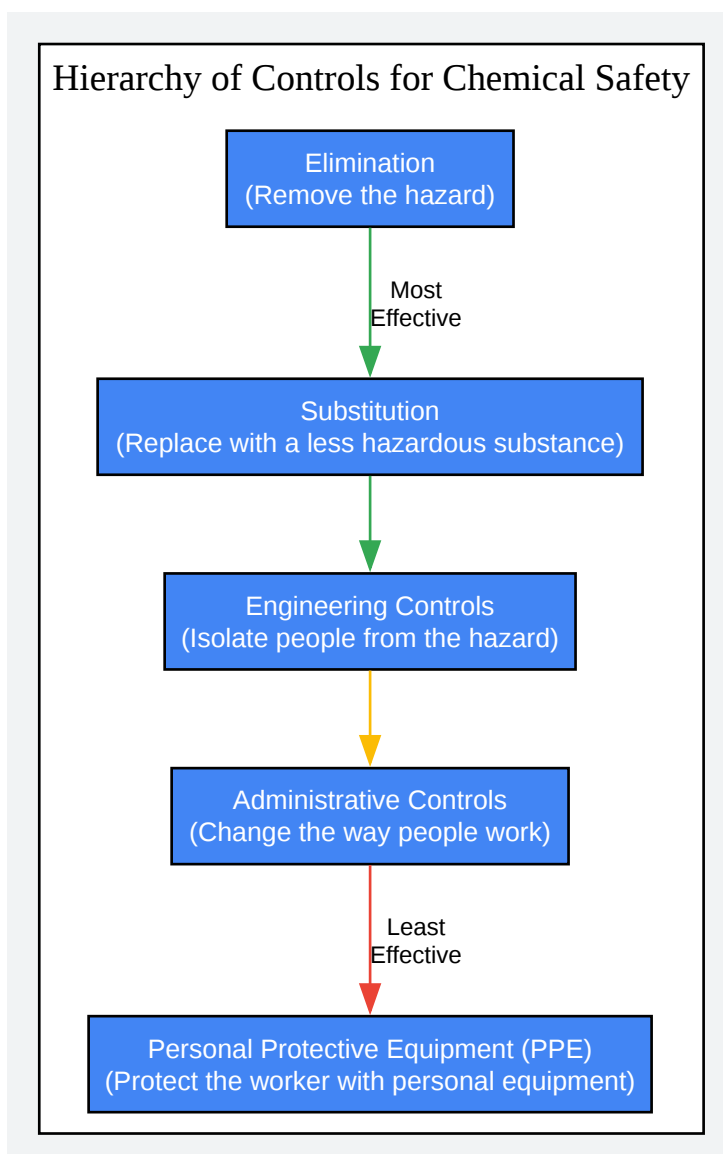 Hierarchy of Controls for Chemical Safety
Elimination
(Remove the hazard)
Most
Effective
Substitution
(Replace with a less hazardous substance)
Engineering Controls
(Isolate people from the hazard)
Administrative Controls
(Change the way people work)
Least
Effective
Personal Protective Equipment (PPE)
(Protect the worker with personal equipment)